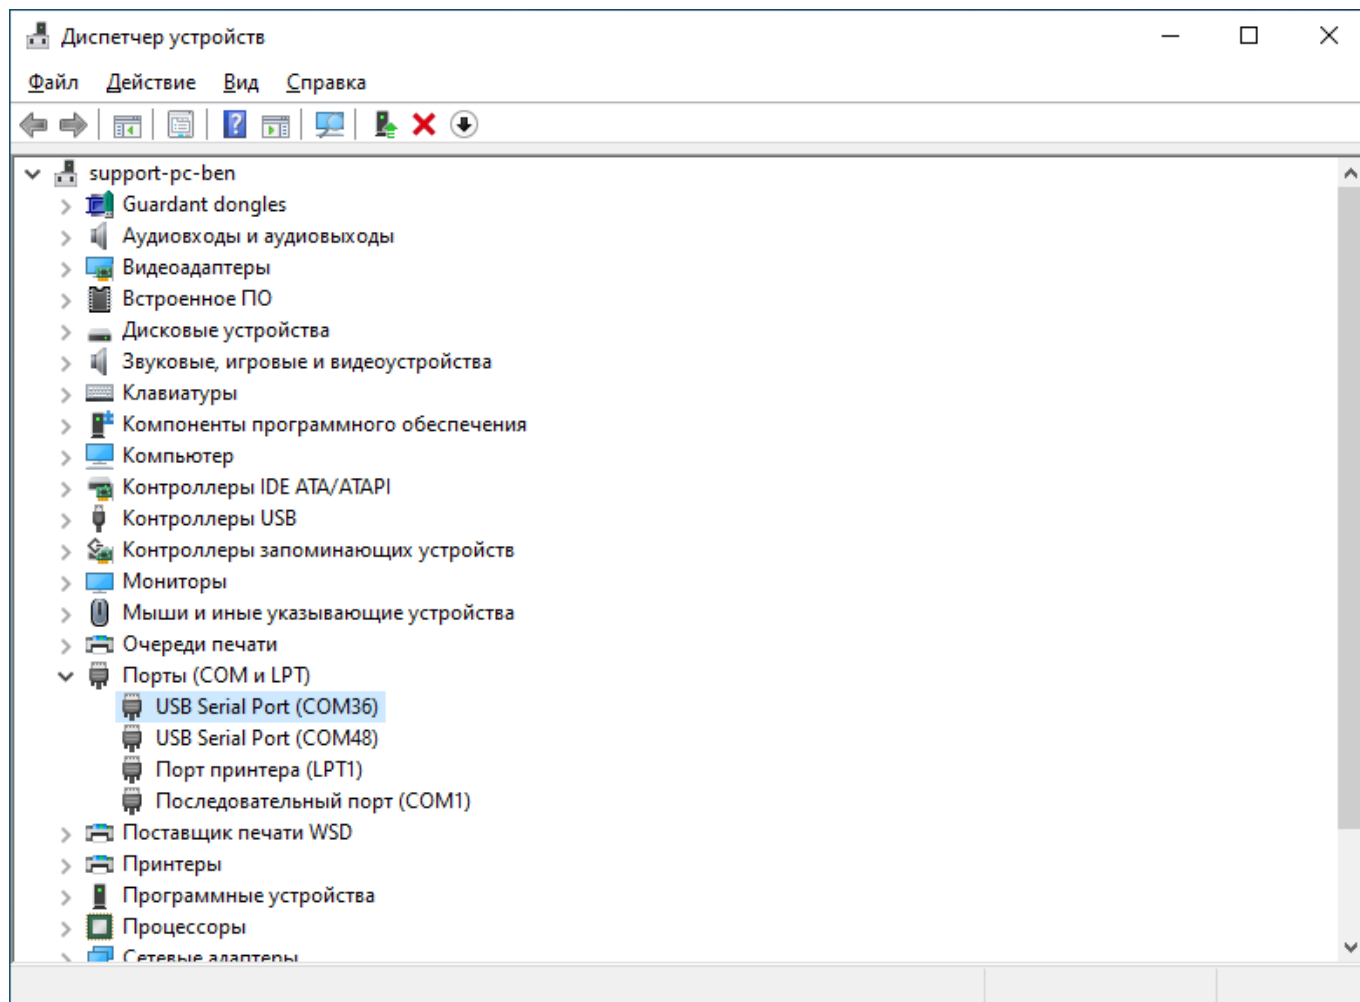 Диспетчер устройств
Файл Действие Вид Справка
support-pc-ben
Guardant dongles
Аудиовходы и аудиовыходы
Видеоадаптеры
Встроенное ПО
Дисковые устройства
Звуковые, игровые и видеоустройства
Клавиатуры
Компоненты программного обеспечения
Компьютер
Контроллеры IDE ATA/ATAPI
Контроллеры USB
Контроллеры запоминающих устройств
Мониторы
Мыши и иные указывающие устройства
Очереди печати
Порты (COM и LPT)
USB Serial Port (COM36)
USB Serial Port (COM48)
Порт принтера (LPT1)
Последовательный порт (COM1)
Поставщик печати WSD
Принтеры
Программные устройства
Процессоры
Сетевые адаптеры